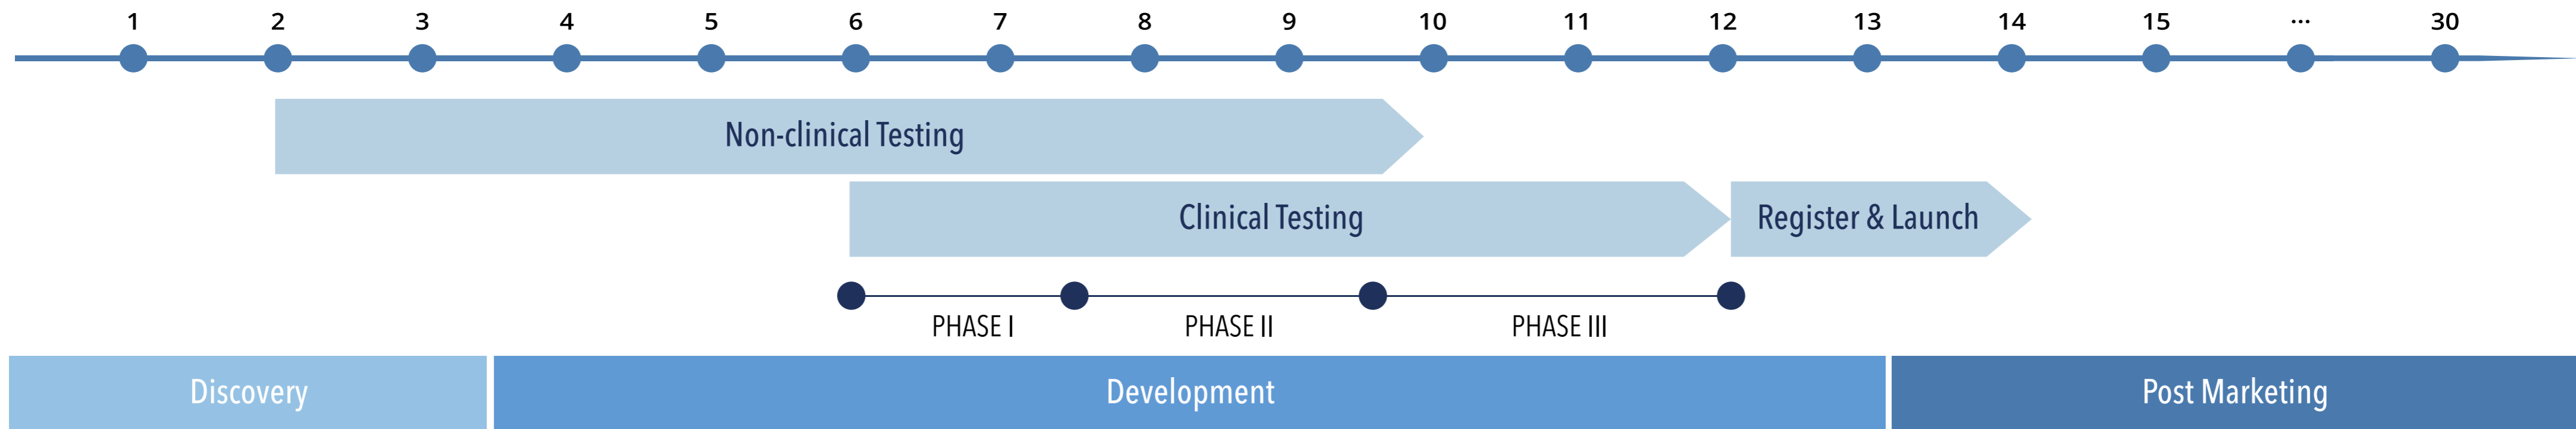 1 2 3 4 5 6 7 8 9 10 11 12 13 14 15 ... 30
Non-clinical Testing
Clinical Testing Register & Launch
PHASE I PHASE II PHASE III
Discovery Development Post Marketing